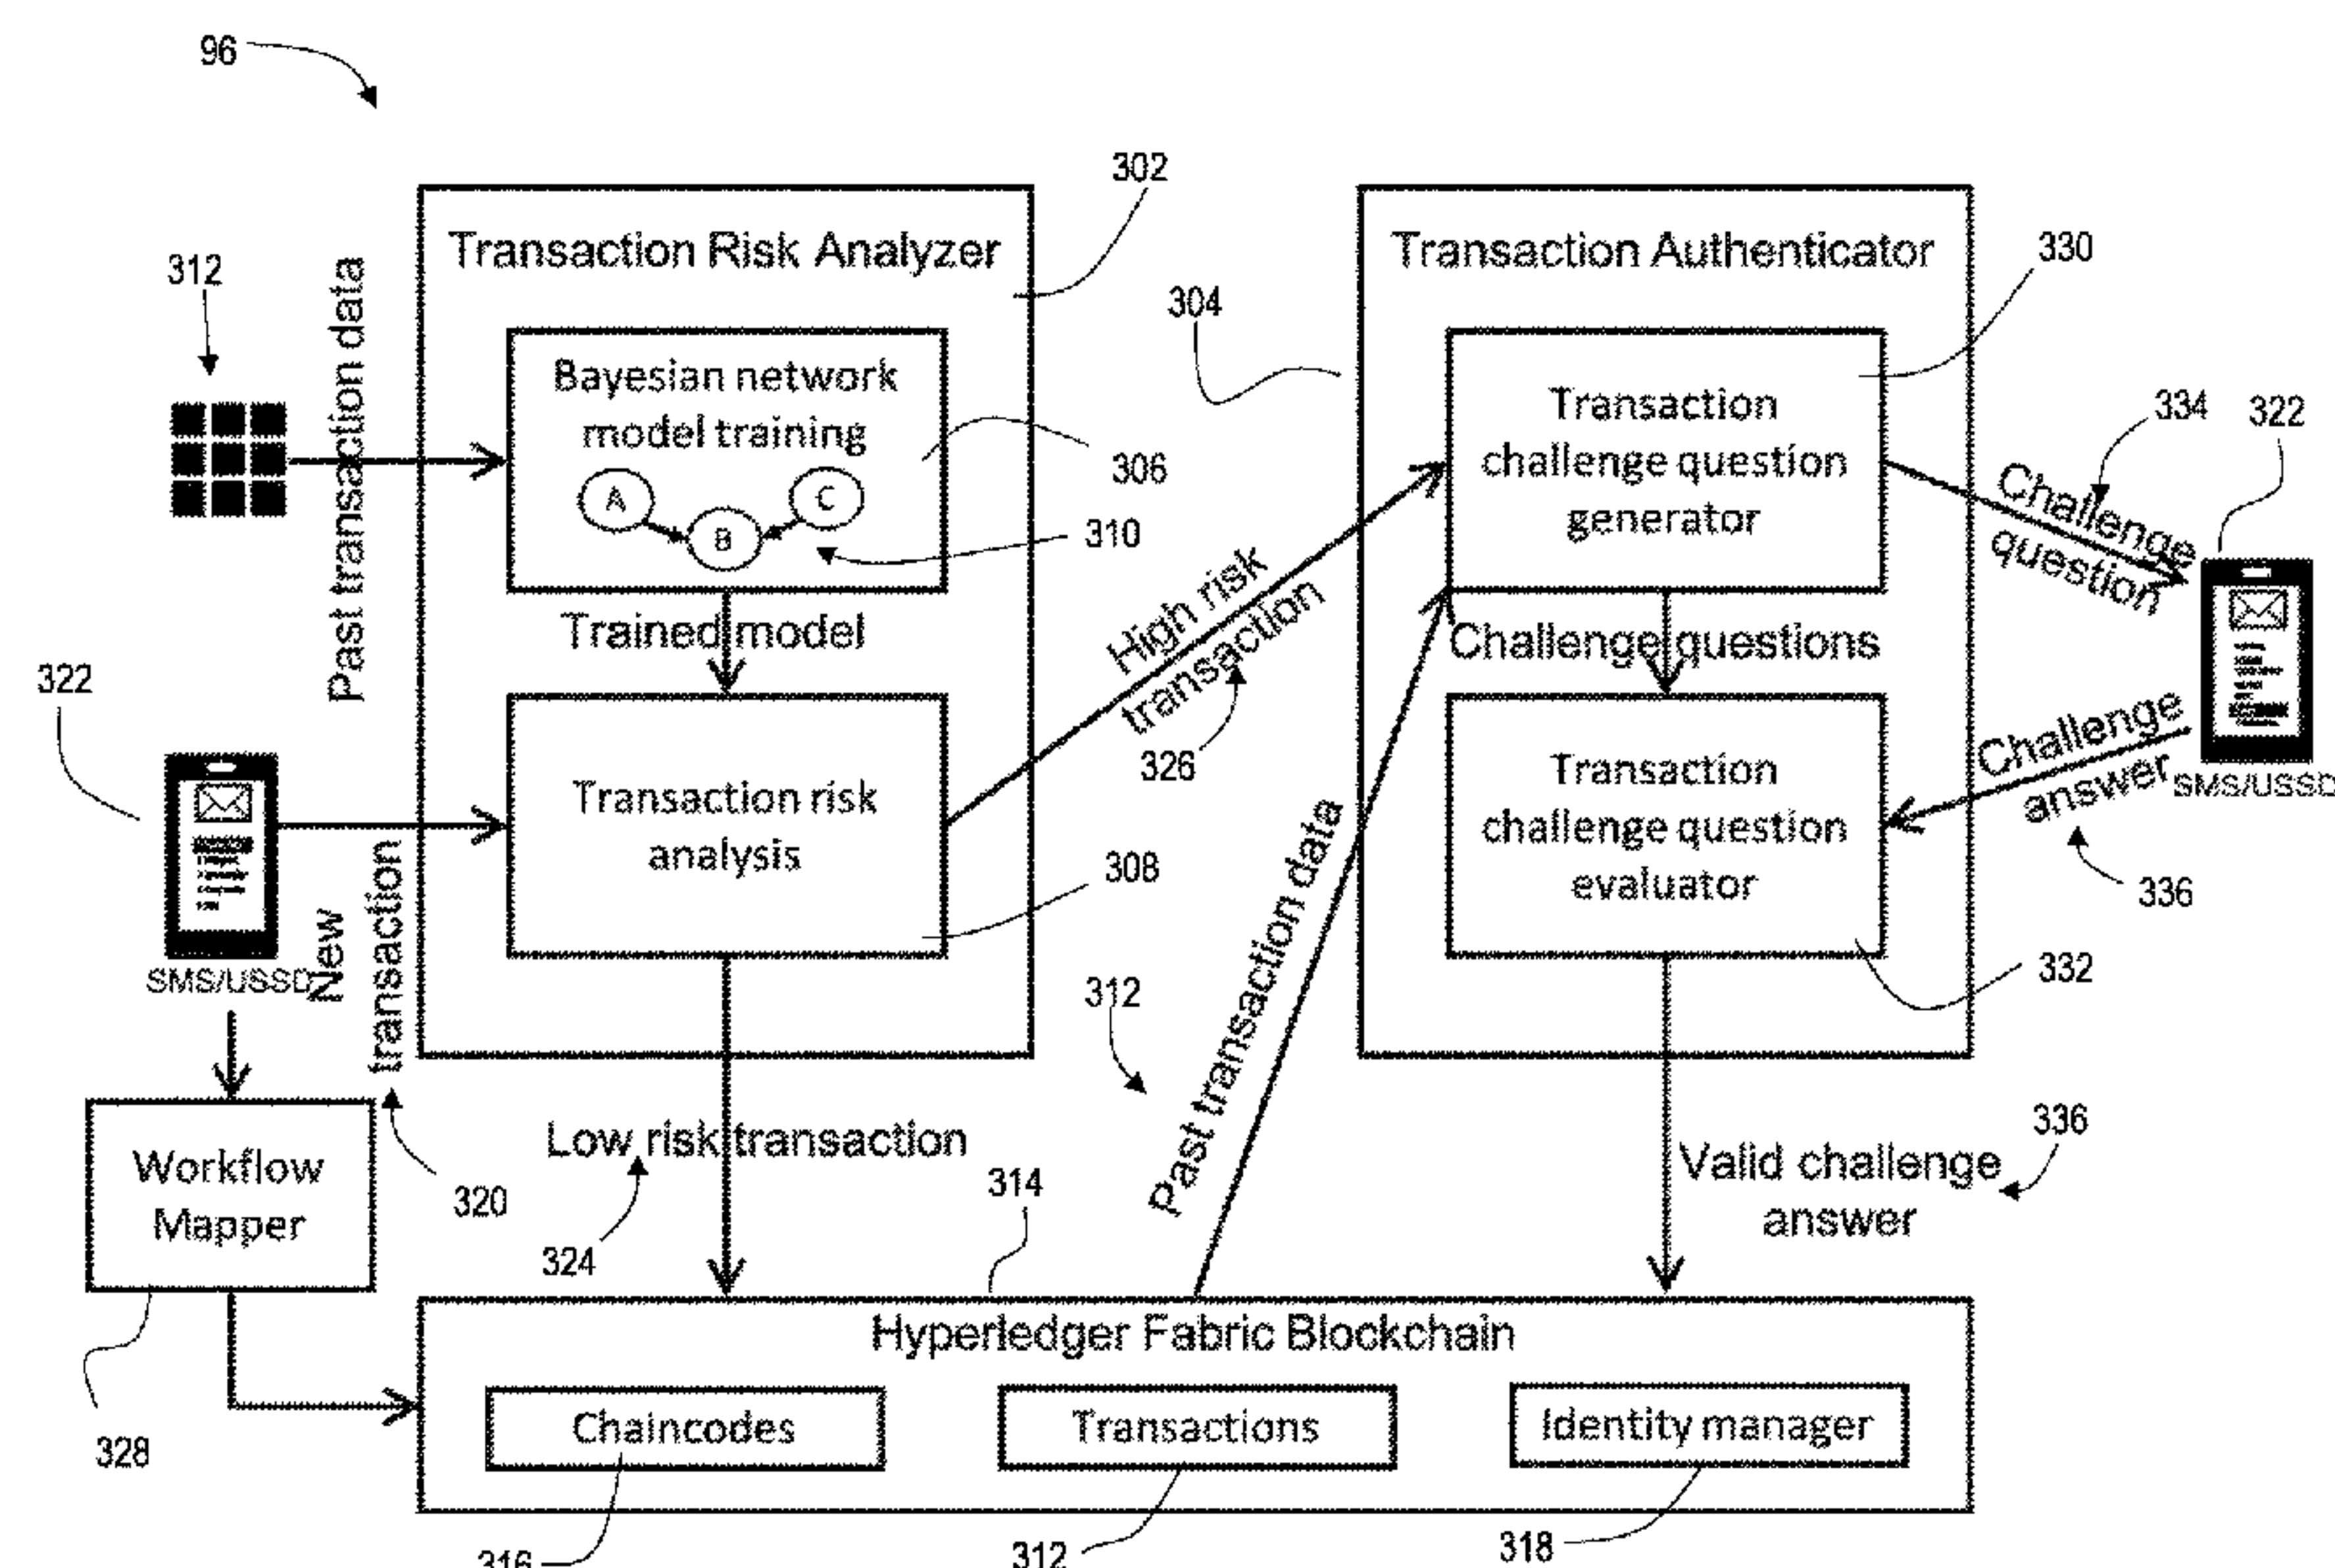 96
302
312
Past transaction data
Transaction Risk Analyzer
Bayesian network
model training
A
C
B
306
310
Trained model
322
SMS/USSD
New
transaction
320
Transaction risk
analysis
308
High risk
transaction
326
304
Transaction Authenticator
330
Transaction
challenge question
generator
Challenge questions
Transaction
challenge question
evaluator
332
334
322
Challenge
question
SMS/USSD
Challenge
answer
336
312
Past transaction data
Low risk transaction
324
314
Valid challenge
answer
336
Workflow
Mapper
328
Hyperledger Fabric Blockchain
Chaincodes
Transactions
Identity manager
316
312
318